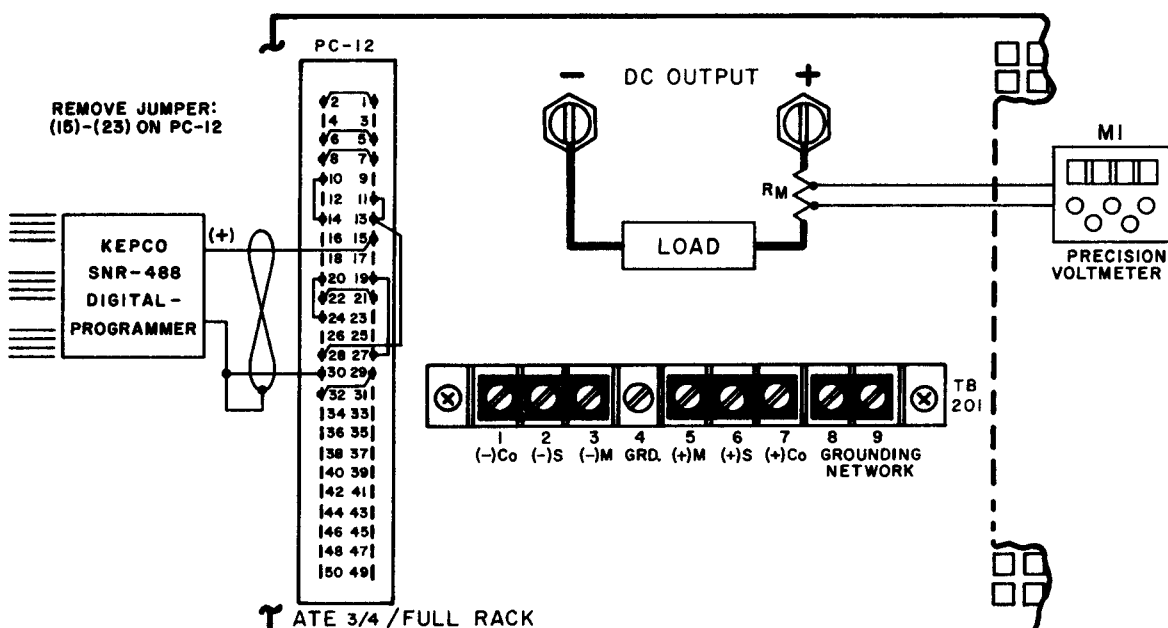 PC-12
REMOVE JUMPER:
(15)-(23) ON PC-12
2 1
4 3
6 5
8 7
10 9
12 11
14 13
16 15
18 17
20 19
22 21
24 23
26 25
28 27
30 29
32 31
34 33
36 35
38 37
40 39
42 41
44 43
46 45
48 47
50 49
KEPCO
SNR-488
DIGITAL-
PROGRAMMER
(+)
− DC OUTPUT +
RM
LOAD
M1
PRECISION
VOLTMETER
TB
201
1 2 3 4 5 6 7 8 9
(-)Co (-)S (-)M GRD. (+)M (+)S (+)Co GROUNDING
NETWORK
ATE 3/4 / FULL RACK